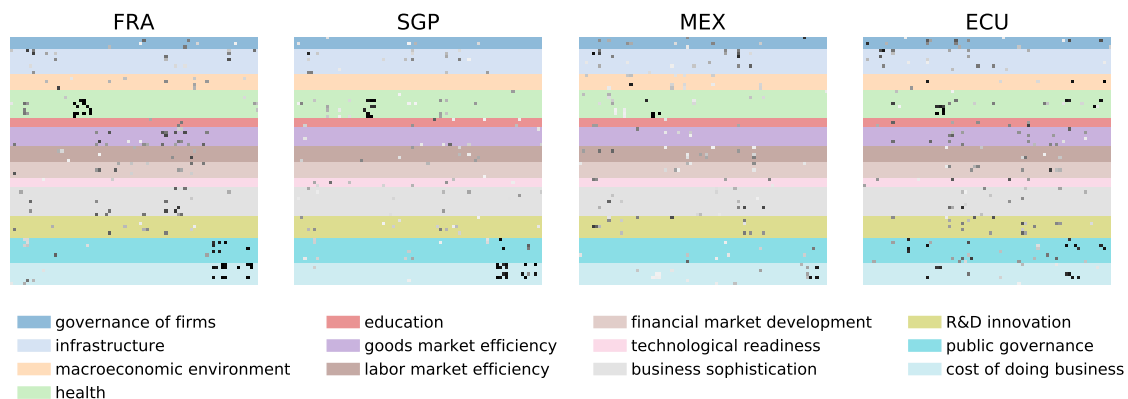 FRA SGP MEX ECU
governance of firms education financial market development R&D innovation
infrastructure goods market efficiency technological readiness public governance
macroeconomic environment labor market efficiency business sophistication cost of doing business
health